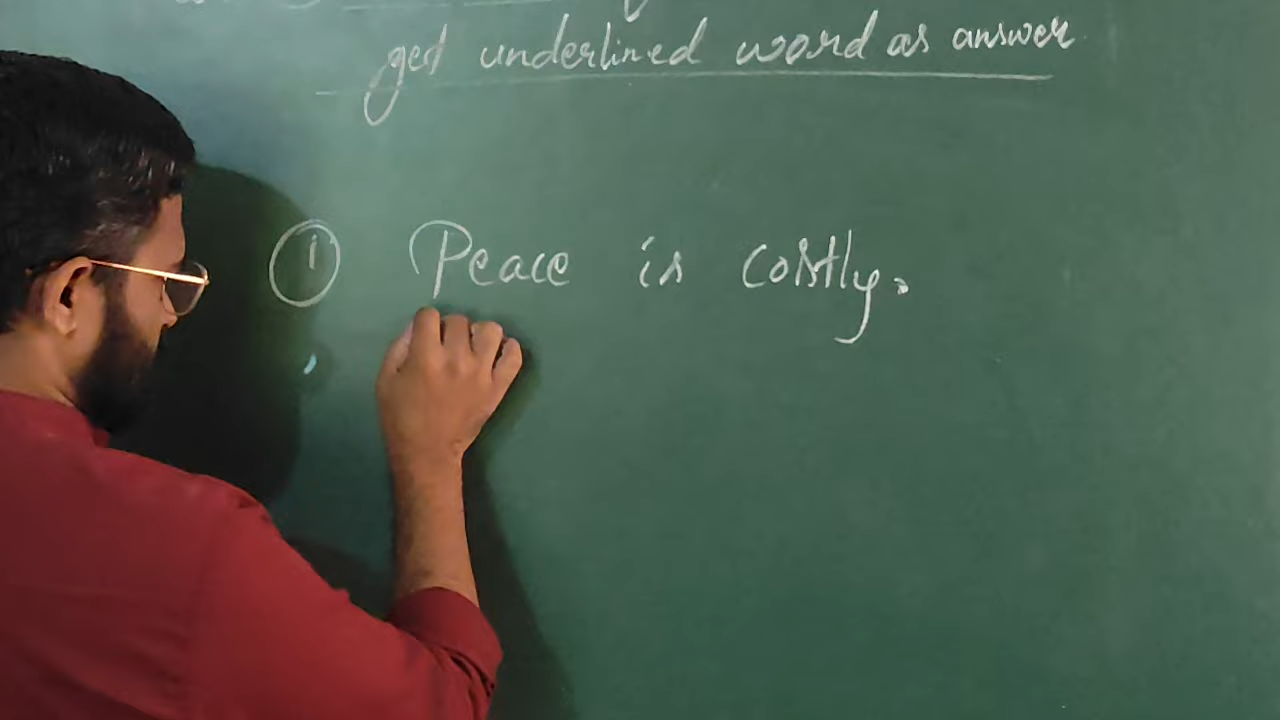 get underlined word as answer
① Peace is costly.